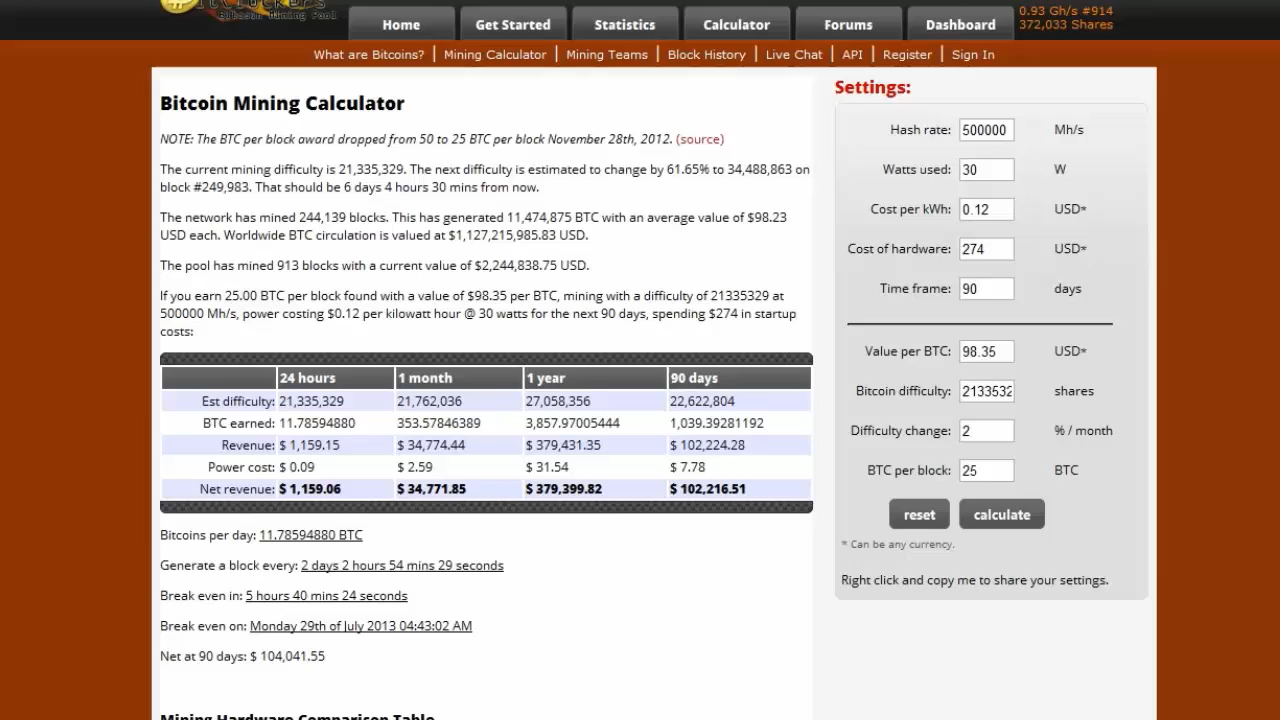 Bitcoin Mining Pool
Home Get Started Statistics Calculator Forums Dashboard
0.93 Gh/s #914
372,033 Shares
What are Bitcoins? | Mining Calculator | Mining Teams | Block History | Live Chat | API | Register | Sign In
Bitcoin Mining Calculator
NOTE: The BTC per block award dropped from 50 to 25 BTC per block November 28th, 2012. (source)
The current mining difficulty is 21,335,329. The next difficulty is estimated to change by 61.65% to 34,488,863 on
block #249,983. That should be 6 days 4 hours 30 mins from now.
The network has mined 244,139 blocks. This has generated 11,474,875 BTC with an average value of $98.23
USD each. Worldwide BTC circulation is valued at $1,127,215,985.83 USD.
The pool has mined 913 blocks with a current value of $2,244,838.75 USD.
If you earn 25.00 BTC per block found with a value of $98.35 per BTC, mining with a difficulty of 21335329 at
500000 Mh/s, power costing $0.12 per kilowatt hour @ 30 watts for the next 90 days, spending $274 in startup
costs:
24 hours 1 month 1 year 90 days
Est difficulty: 21,335,329 21,762,036 27,058,356 22,622,804
BTC earned: 11.78594880 353.57846389 3,857.97005444 1,039.39281192
Revenue: $ 1,159.15 $ 34,774.44 $ 379,431.35 $ 102,224.28
Power cost: $ 0.09 $ 2.59 $ 31.54 $ 7.78
Net revenue: $ 1,159.06 $ 34,771.85 $ 379,399.82 $ 102,216.51
Bitcoins per day: 11.78594880 BTC
Generate a block every: 2 days 2 hours 54 mins 29 seconds
Break even in: 5 hours 40 mins 24 seconds
Break even on: Monday 29th of July 2013 04:43:02 AM
Net at 90 days: $ 104,041.55
Mining Hardware Comparison Table
Settings:
Hash rate: 500000 Mh/s
Watts used: 30 W
Cost per kWh: 0.12 USD*
Cost of hardware: 274 USD*
Time frame: 90 days
Value per BTC: 98.35 USD*
Bitcoin difficulty: 2133532 shares
Difficulty change: 2 % / month
BTC per block: 25 BTC
reset calculate
* Can be any currency.
Right click and copy me to share your settings.